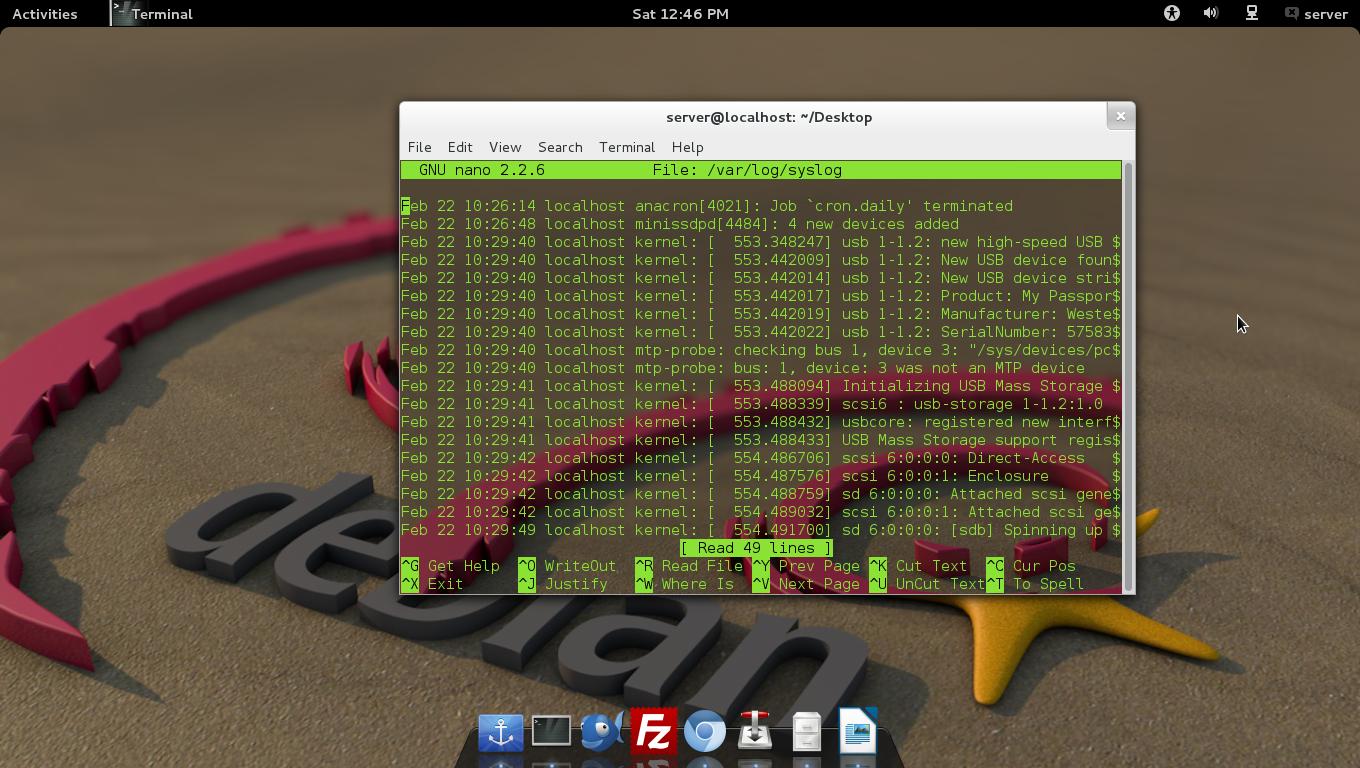 Activities
Terminal
Sat 12:46 PM
server
server@localhost: ~/Desktop
File Edit View Search Terminal Help
GNU nano 2.2.6 File: /var/log/syslog
Feb 22 10:26:14 localhost anacron[4021]: Job `cron.daily' terminated
Feb 22 10:26:48 localhost minissdpd[4484]: 4 new devices added
Feb 22 10:29:40 localhost kernel: [  553.348247] usb 1-1.2: new high-speed USB $
Feb 22 10:29:40 localhost kernel: [  553.442009] usb 1-1.2: New USB device foun$
Feb 22 10:29:40 localhost kernel: [  553.442014] usb 1-1.2: New USB device stri$
Feb 22 10:29:40 localhost kernel: [  553.442017] usb 1-1.2: Product: My Passpor$
Feb 22 10:29:40 localhost kernel: [  553.442019] usb 1-1.2: Manufacturer: Weste$
Feb 22 10:29:40 localhost kernel: [  553.442022] usb 1-1.2: SerialNumber: 57583$
Feb 22 10:29:40 localhost mtp-probe: checking bus 1, device 3: "/sys/devices/pc$
Feb 22 10:29:40 localhost mtp-probe: bus: 1, device: 3 was not an MTP device
Feb 22 10:29:41 localhost kernel: [  553.488094] Initializing USB Mass Storage $
Feb 22 10:29:41 localhost kernel: [  553.488339] scsi6 : usb-storage 1-1.2:1.0
Feb 22 10:29:41 localhost kernel: [  553.488432] usbcore: registered new interf$
Feb 22 10:29:41 localhost kernel: [  553.488433] USB Mass Storage support regis$
Feb 22 10:29:42 localhost kernel: [  554.486706] scsi 6:0:0:0: Direct-Access   $
Feb 22 10:29:42 localhost kernel: [  554.487576] scsi 6:0:0:1: Enclosure       $
Feb 22 10:29:42 localhost kernel: [  554.488759] sd 6:0:0:0: Attached scsi gene$
Feb 22 10:29:42 localhost kernel: [  554.489032] scsi 6:0:0:1: Attached scsi ge$
Feb 22 10:29:49 localhost kernel: [  554.491700] sd 6:0:0:0: [sdb] Spinning up $
[ Read 49 lines ]
^G Get Help ^O WriteOut ^R Read File ^Y Prev Page ^K Cut Text ^C Cur Pos
^X Exit ^J Justify ^W Where Is ^V Next Page ^U UnCut Text ^T To Spell
debian
Fz